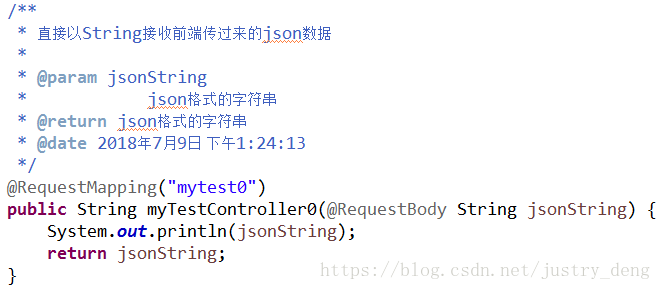 /**
 * 直接以String接收前端传过来的json数据
 *
 * @param jsonString
 *            json格式的字符串
 * @return json格式的字符串
 * @date 2018年7月9日 下午1:24:13
 */
@RequestMapping("mytest0")
public String myTestController0(@RequestBody String jsonString) {
    System.out.println(jsonString);
    return jsonString;
}
https://blog.csdn.net/justry_deng